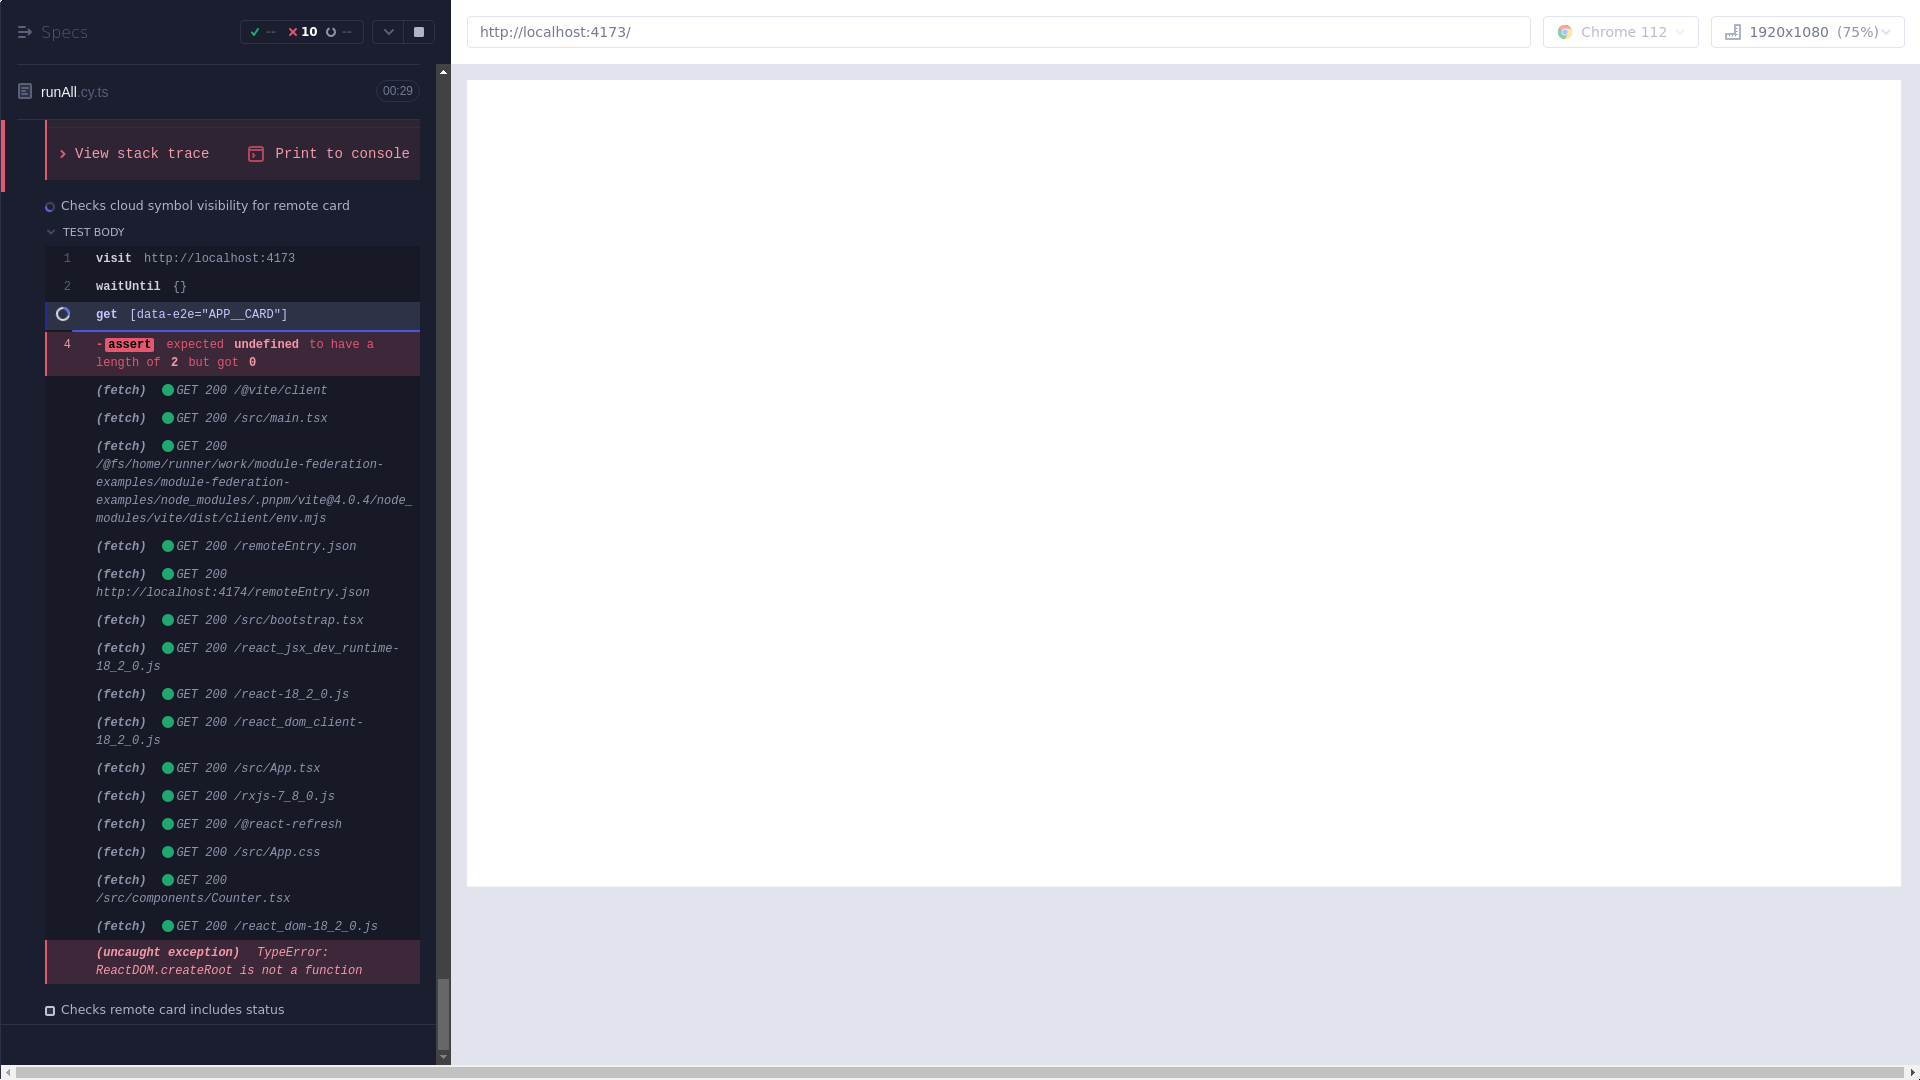 Specs
-- 10 --
http://localhost:4173/
Chrome 112
1920x1080 (75%)
runAll.cy.ts
00:29
View stack trace
Print to console
Checks cloud symbol visibility for remote card
TEST BODY
1 visit http://localhost:4173
2 waitUntil {}
get [data-e2e="APP__CARD"]
4 -assert expected undefined to have a
length of 2 but got 0
(fetch) GET 200 /@vite/client
(fetch) GET 200 /src/main.tsx
(fetch) GET 200
/@fs/home/runner/work/module-federation-
examples/module-federation-
examples/node_modules/.pnpm/vite@4.0.4/node_
modules/vite/dist/client/env.mjs
(fetch) GET 200 /remoteEntry.json
(fetch) GET 200
http://localhost:4174/remoteEntry.json
(fetch) GET 200 /src/bootstrap.tsx
(fetch) GET 200 /react_jsx_dev_runtime-
18_2_0.js
(fetch) GET 200 /react-18_2_0.js
(fetch) GET 200 /react_dom_client-
18_2_0.js
(fetch) GET 200 /src/App.tsx
(fetch) GET 200 /rxjs-7_8_0.js
(fetch) GET 200 /@react-refresh
(fetch) GET 200 /src/App.css
(fetch) GET 200
/src/components/Counter.tsx
(fetch) GET 200 /react_dom-18_2_0.js
(uncaught exception) TypeError:
ReactDOM.createRoot is not a function
Checks remote card includes status